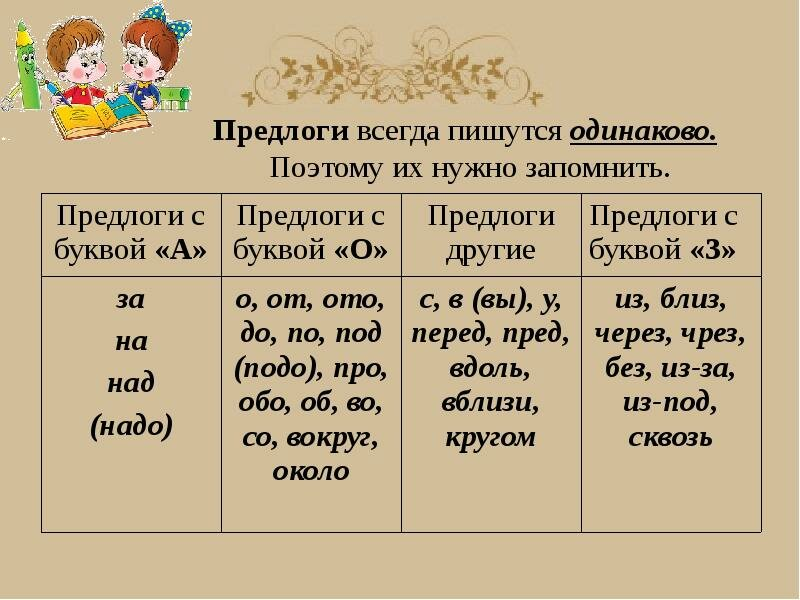 Предлоги всегда пишутся одинаково.
Поэтому их нужно запомнить.
Предлоги с
буквой «А»
Предлоги с
буквой «О»
Предлоги
другие
Предлоги с
буквой «З»
за
на
над
(надо)
о, от, ото,
до, по, под
(подо), про,
обо, об, во,
со, вокруг,
около
с, в (вы), у,
перед, пред,
вдоль,
вблизи,
кругом
из, близ,
через, чрез,
без, из-за,
из-под,
сквозь